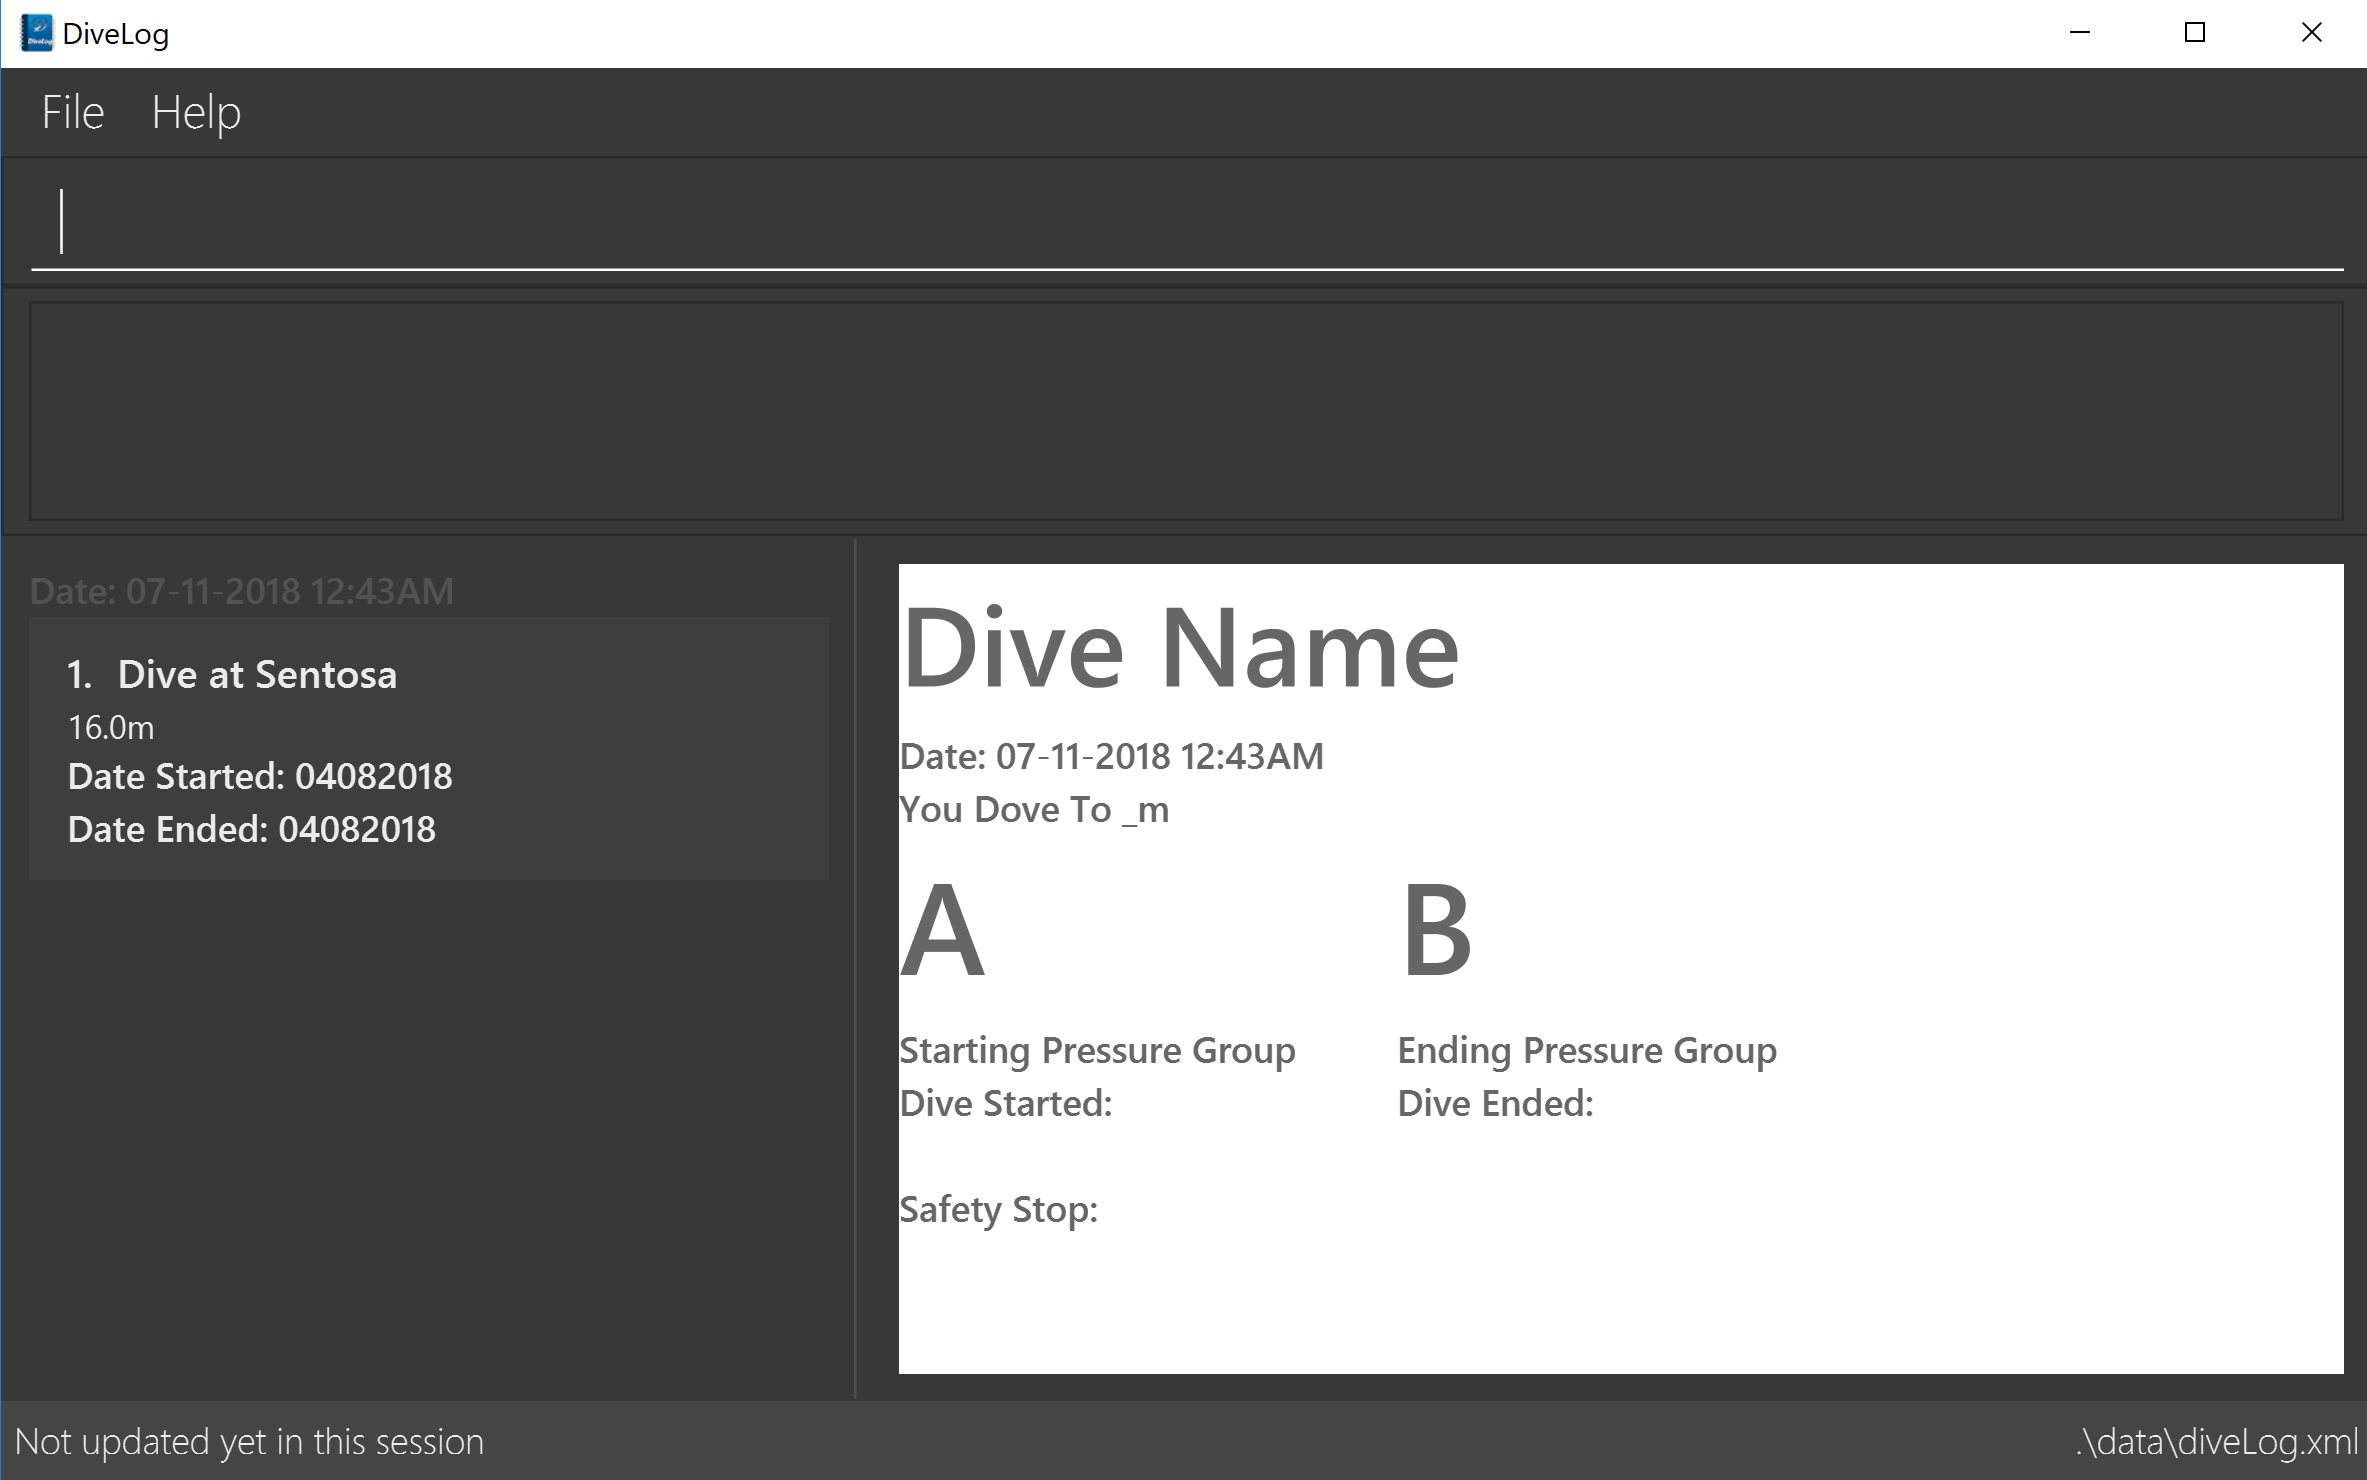 DiveLog
File Help
Date: 07-11-2018 12:43AM
1. Dive at Sentosa
16.0m
Date Started: 04082018
Date Ended: 04082018
Dive Name
Date: 07-11-2018 12:43AM
You Dove To _m
A B
Starting Pressure Group Ending Pressure Group
Dive Started: Dive Ended:
Safety Stop:
Not updated yet in this session .\data\diveLog.xml